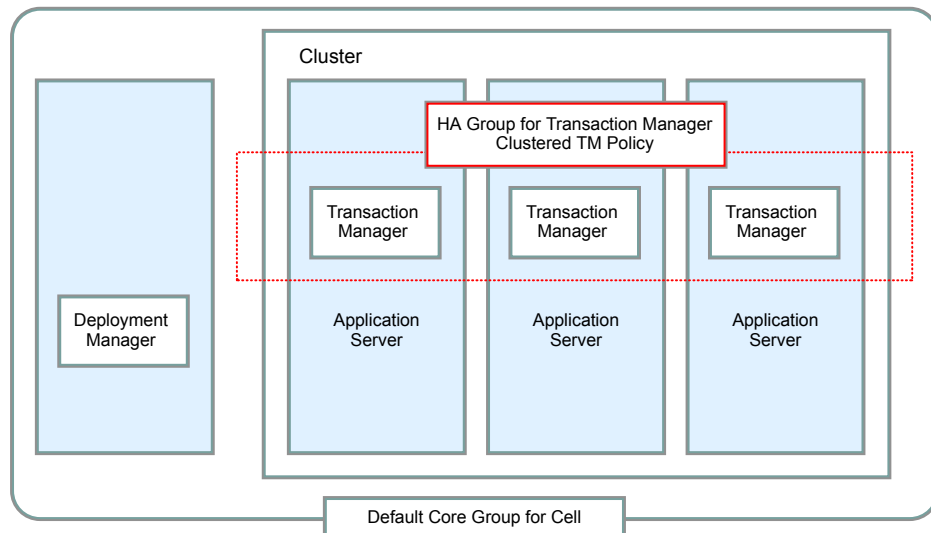 Cluster
HA Group for Transaction Manager
Clustered TM Policy
Transaction
Manager
Transaction
Manager
Transaction
Manager
Deployment
Manager
Application
Server
Application
Server
Application
Server
Default Core Group for Cell